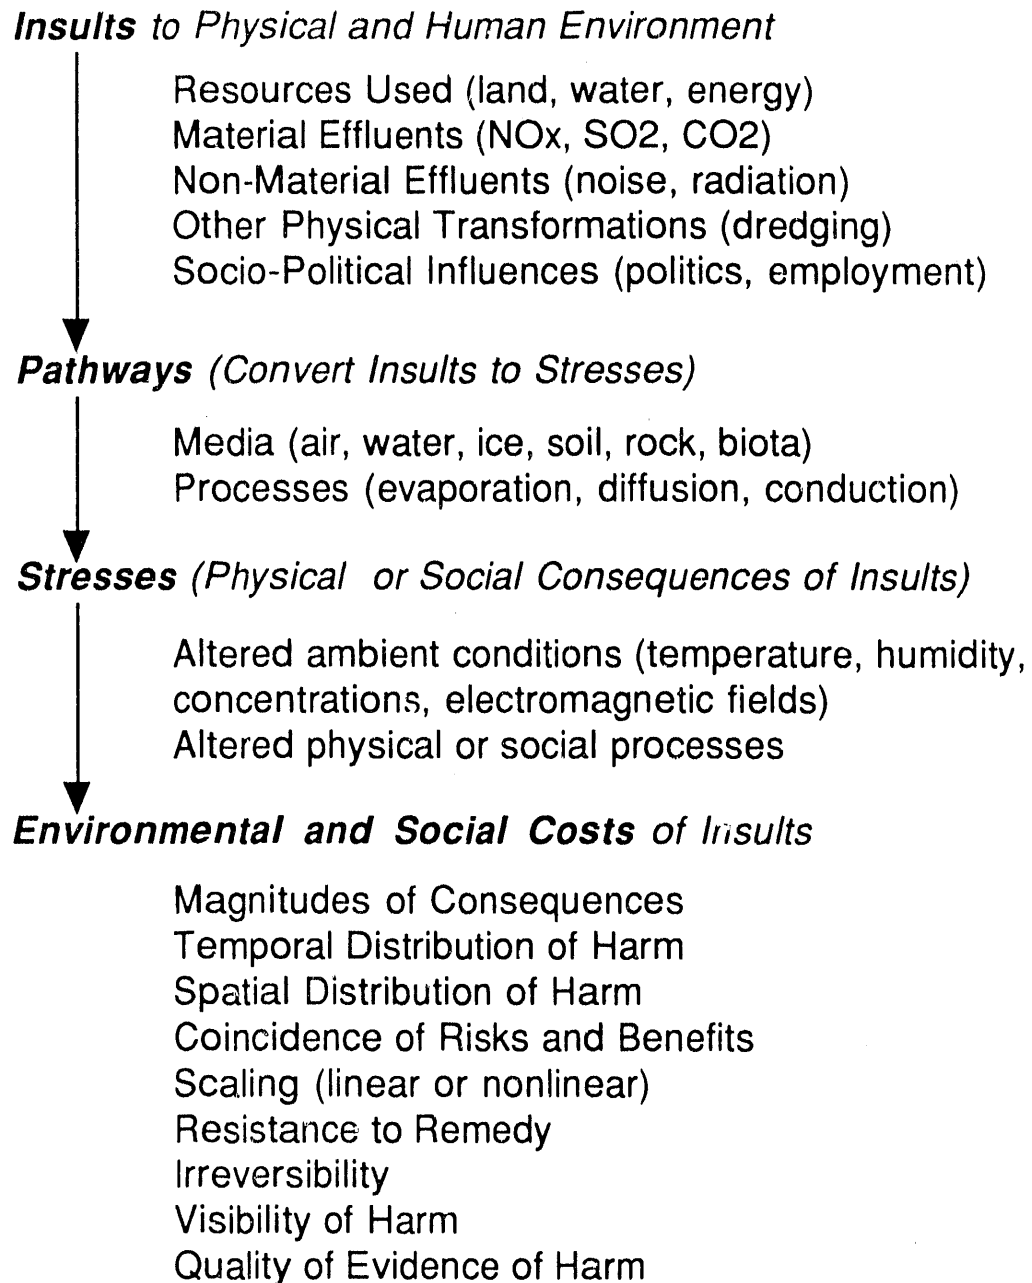 Insults to Physical and Human Environment
Resources Used (land, water, energy)
Material Effluents (NOx, SO2, CO2)
Non-Material Effluents (noise, radiation)
Other Physical Transformations (dredging)
Socio-Political Influences (politics, employment)
Pathways (Convert Insults to Stresses)
Media (air, water, ice, soil, rock, biota)
Processes (evaporation, diffusion, conduction)
Stresses (Physical or Social Consequences of Insults)
Altered ambient conditions (temperature, humidity,
concentrations, electromagnetic fields)
Altered physical or social processes
Environmental and Social Costs of Insults
Magnitudes of Consequences
Temporal Distribution of Harm
Spatial Distribution of Harm
Coincidence of Risks and Benefits
Scaling (linear or nonlinear)
Resistance to Remedy
Irreversibility
Visibility of Harm
Quality of Evidence of Harm